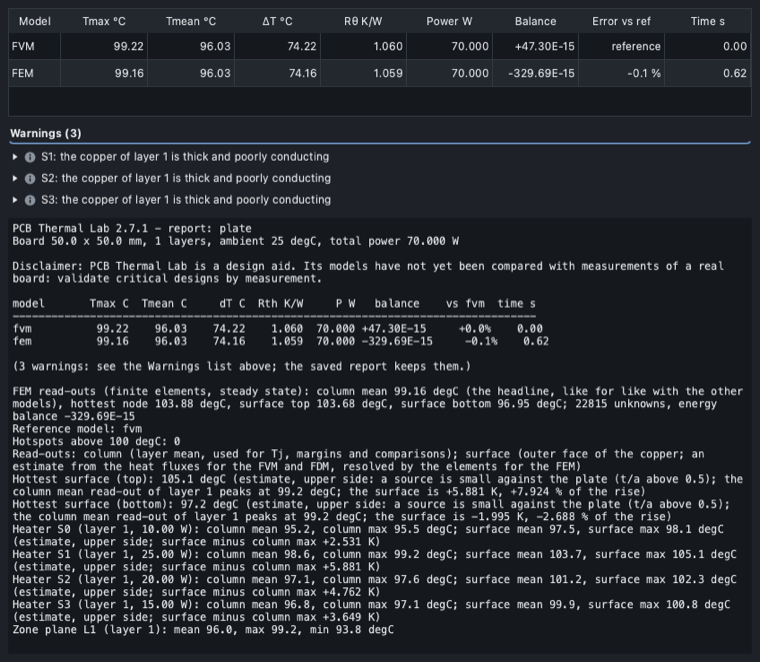 Model Tmax °C Tmean °C ΔT °C Rθ K/W Power W Balance Error vs ref Time s
FVM 99.22 96.03 74.22 1.060 70.000 +47.30E-15 reference 0.00
FEM 99.16 96.03 74.16 1.059 70.000 -329.69E-15 -0.1 % 0.62
Warnings (3)
S1: the copper of layer 1 is thick and poorly conducting
S2: the copper of layer 1 is thick and poorly conducting
S3: the copper of layer 1 is thick and poorly conducting
PCB Thermal Lab 2.7.1 — report: plate
Board 50.0 x 50.0 mm, 1 layers, ambient 25 degC, total power 70.000 W
Disclaimer: PCB Thermal Lab is a design aid. Its models have not yet been compared with measurements of a real
board: validate critical designs by measurement.
model Tmax C Tmean C dT C Rth K/W P W balance vs fvm time s
fvm 99.22 96.03 74.22 1.060 70.000 +47.30E-15 +0.0% 0.00
fem 99.16 96.03 74.16 1.059 70.000 -329.69E-15 -0.1% 0.62
(3 warnings: see the Warnings list above; the saved report keeps them.)
FEM read-outs (finite elements, steady state): column mean 99.16 degC (the headline, like for like with the other
models), hottest node 103.88 degC, surface top 103.68 degC, surface bottom 96.95 degC; 22815 unknowns, energy
balance -329.69E-15
Reference model: fvm
Hotspots above 100 degC: 0
Read-outs: column (layer mean, used for Tj, margins and comparisons); surface (outer face of the copper; an
estimate from the heat fluxes for the FVM and FDM, resolved by the elements for the FEM)
Hottest surface (top): 105.1 degC (estimate, upper side: a source is small against the plate (t/a above 0.5); the
column mean read-out of layer 1 peaks at 99.2 degC; the surface is +5.881 K, +7.924 % of the rise)
Hottest surface (bottom): 97.2 degC (estimate, upper side: a source is small against the plate (t/a above 0.5);
the column mean read-out of layer 1 peaks at 99.2 degC; the surface is −1.995 K, −2.688 % of the rise)
Heater S0 (layer 1, 10.00 W): column mean 95.2, column max 95.5 degC; surface mean 97.5, surface max 98.1 degC
(estimate, upper side; surface minus column max +2.531 K)
Heater S1 (layer 1, 25.00 W): column mean 98.6, column max 99.2 degC; surface mean 103.7, surface max 105.1 degC
(estimate, upper side; surface minus column max +5.881 K)
Heater S2 (layer 1, 20.00 W): column mean 97.1, column max 97.6 degC; surface mean 101.2, surface max 102.3 degC
(estimate, upper side; surface minus column max +4.762 K)
Heater S3 (layer 1, 15.00 W): column mean 96.8, column max 97.1 degC; surface mean 99.9, surface max 100.8 degC
(estimate, upper side; surface minus column max +3.649 K)
Zone plane L1 (layer 1): mean 96.0, max 99.2, min 93.8 degC